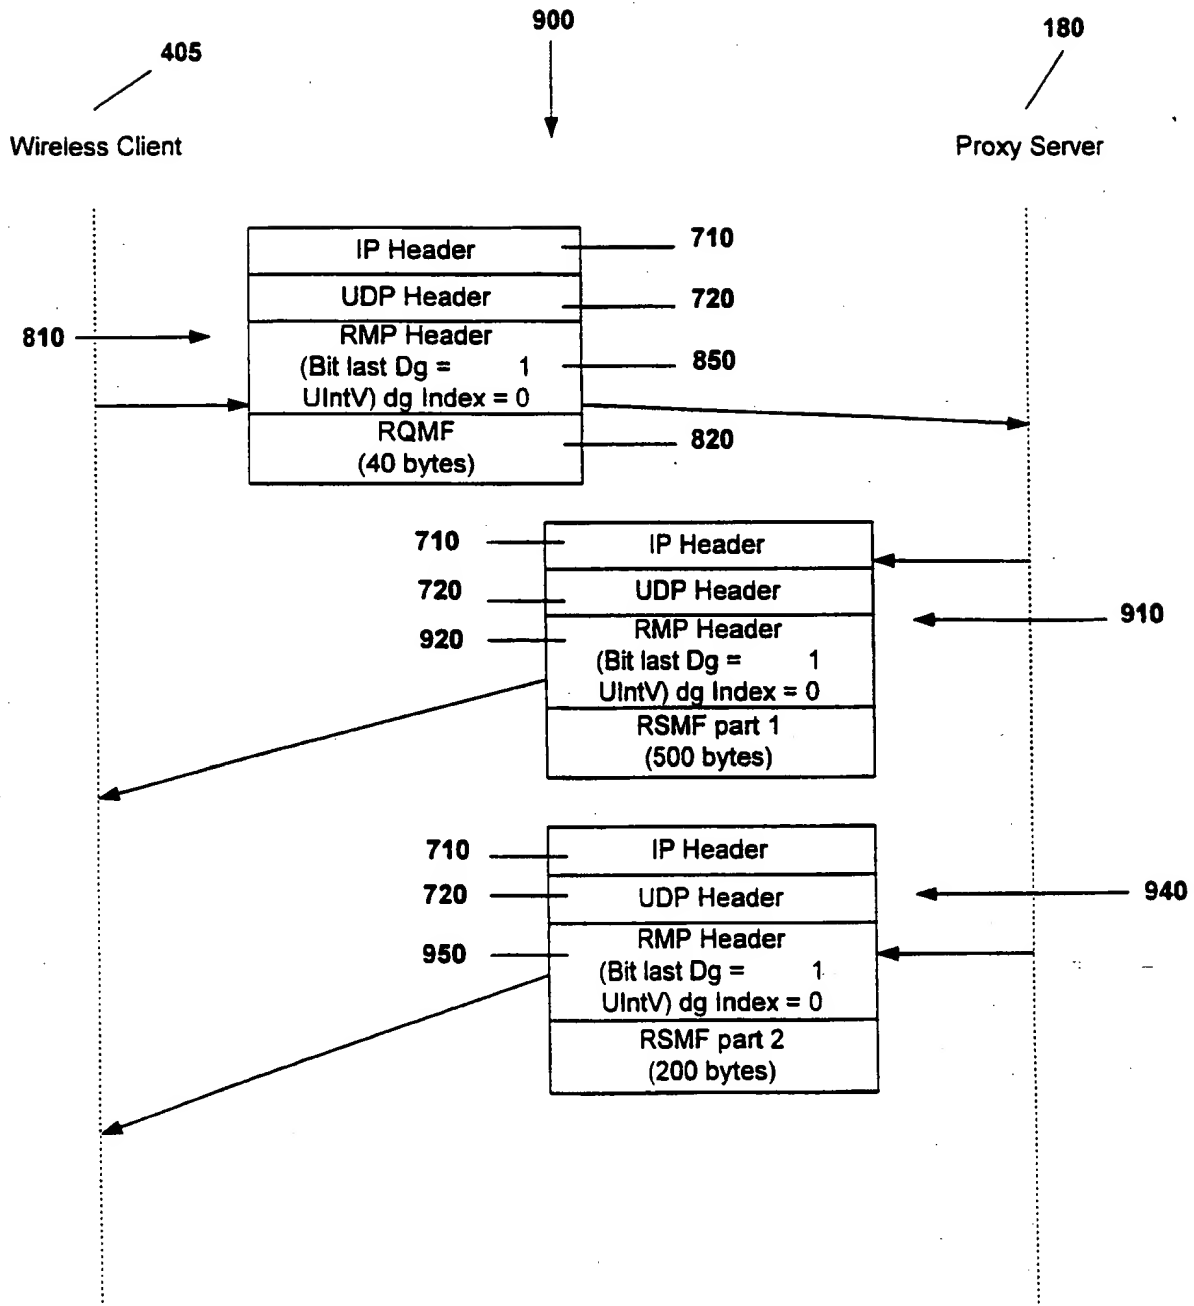 900
180
405
Wireless Client
Proxy Server
IP Header
710
UDP Header
720
810
RMP Header
(Bit last Dg = 1
850
UIntV) dg Index = 0
RQMF
820
(40 bytes)
710
IP Header
720
UDP Header
910
920
RMP Header
(Bit last Dg = 1
UIntV) dg Index = 0
RSMF part 1
(500 bytes)
710
IP Header
720
UDP Header
940
950
RMP Header
(Bit last Dg = 1
UIntV) dg Index = 0
RSMF part 2
(200 bytes)